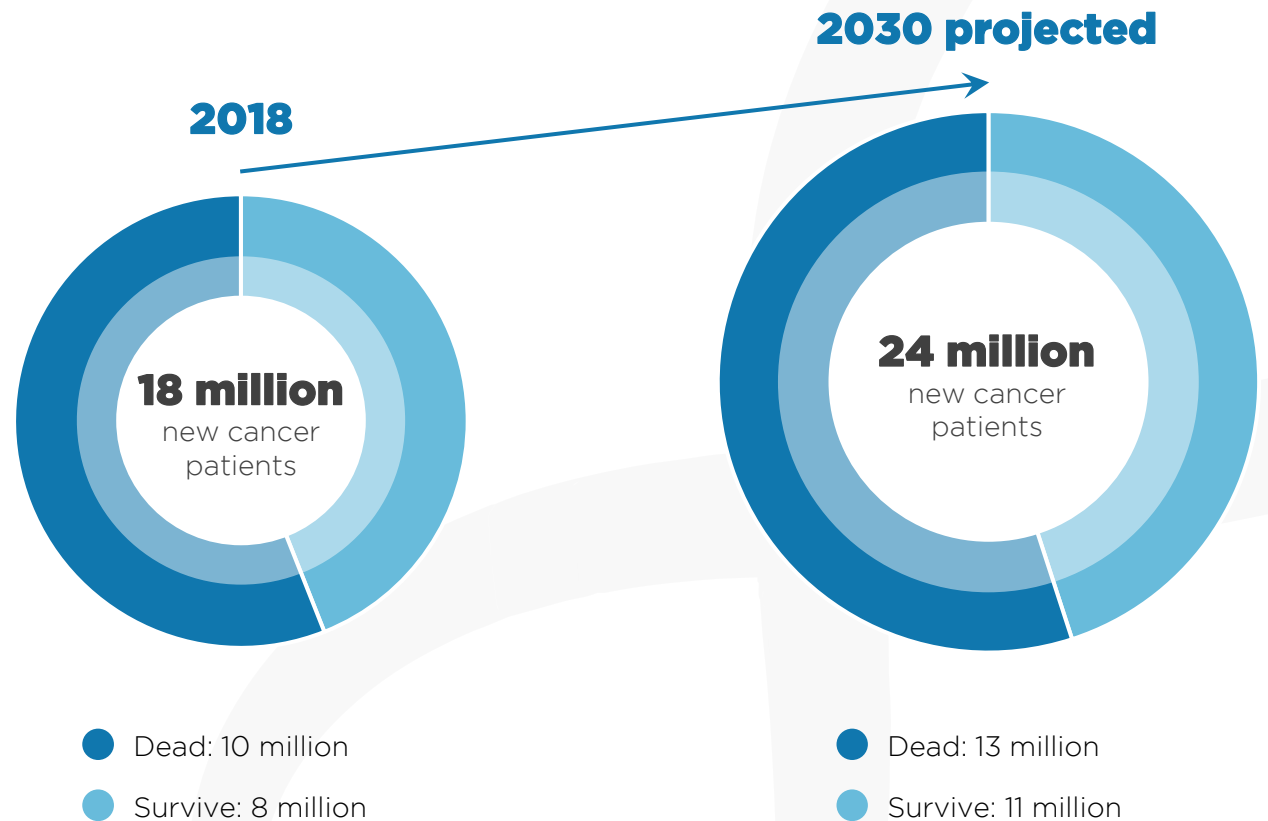 2018
18 million
new cancer
patients
Dead: 10 million
Survive: 8 million
2030 projected
24 million
new cancer
patients
Dead: 13 million
Survive: 11 million